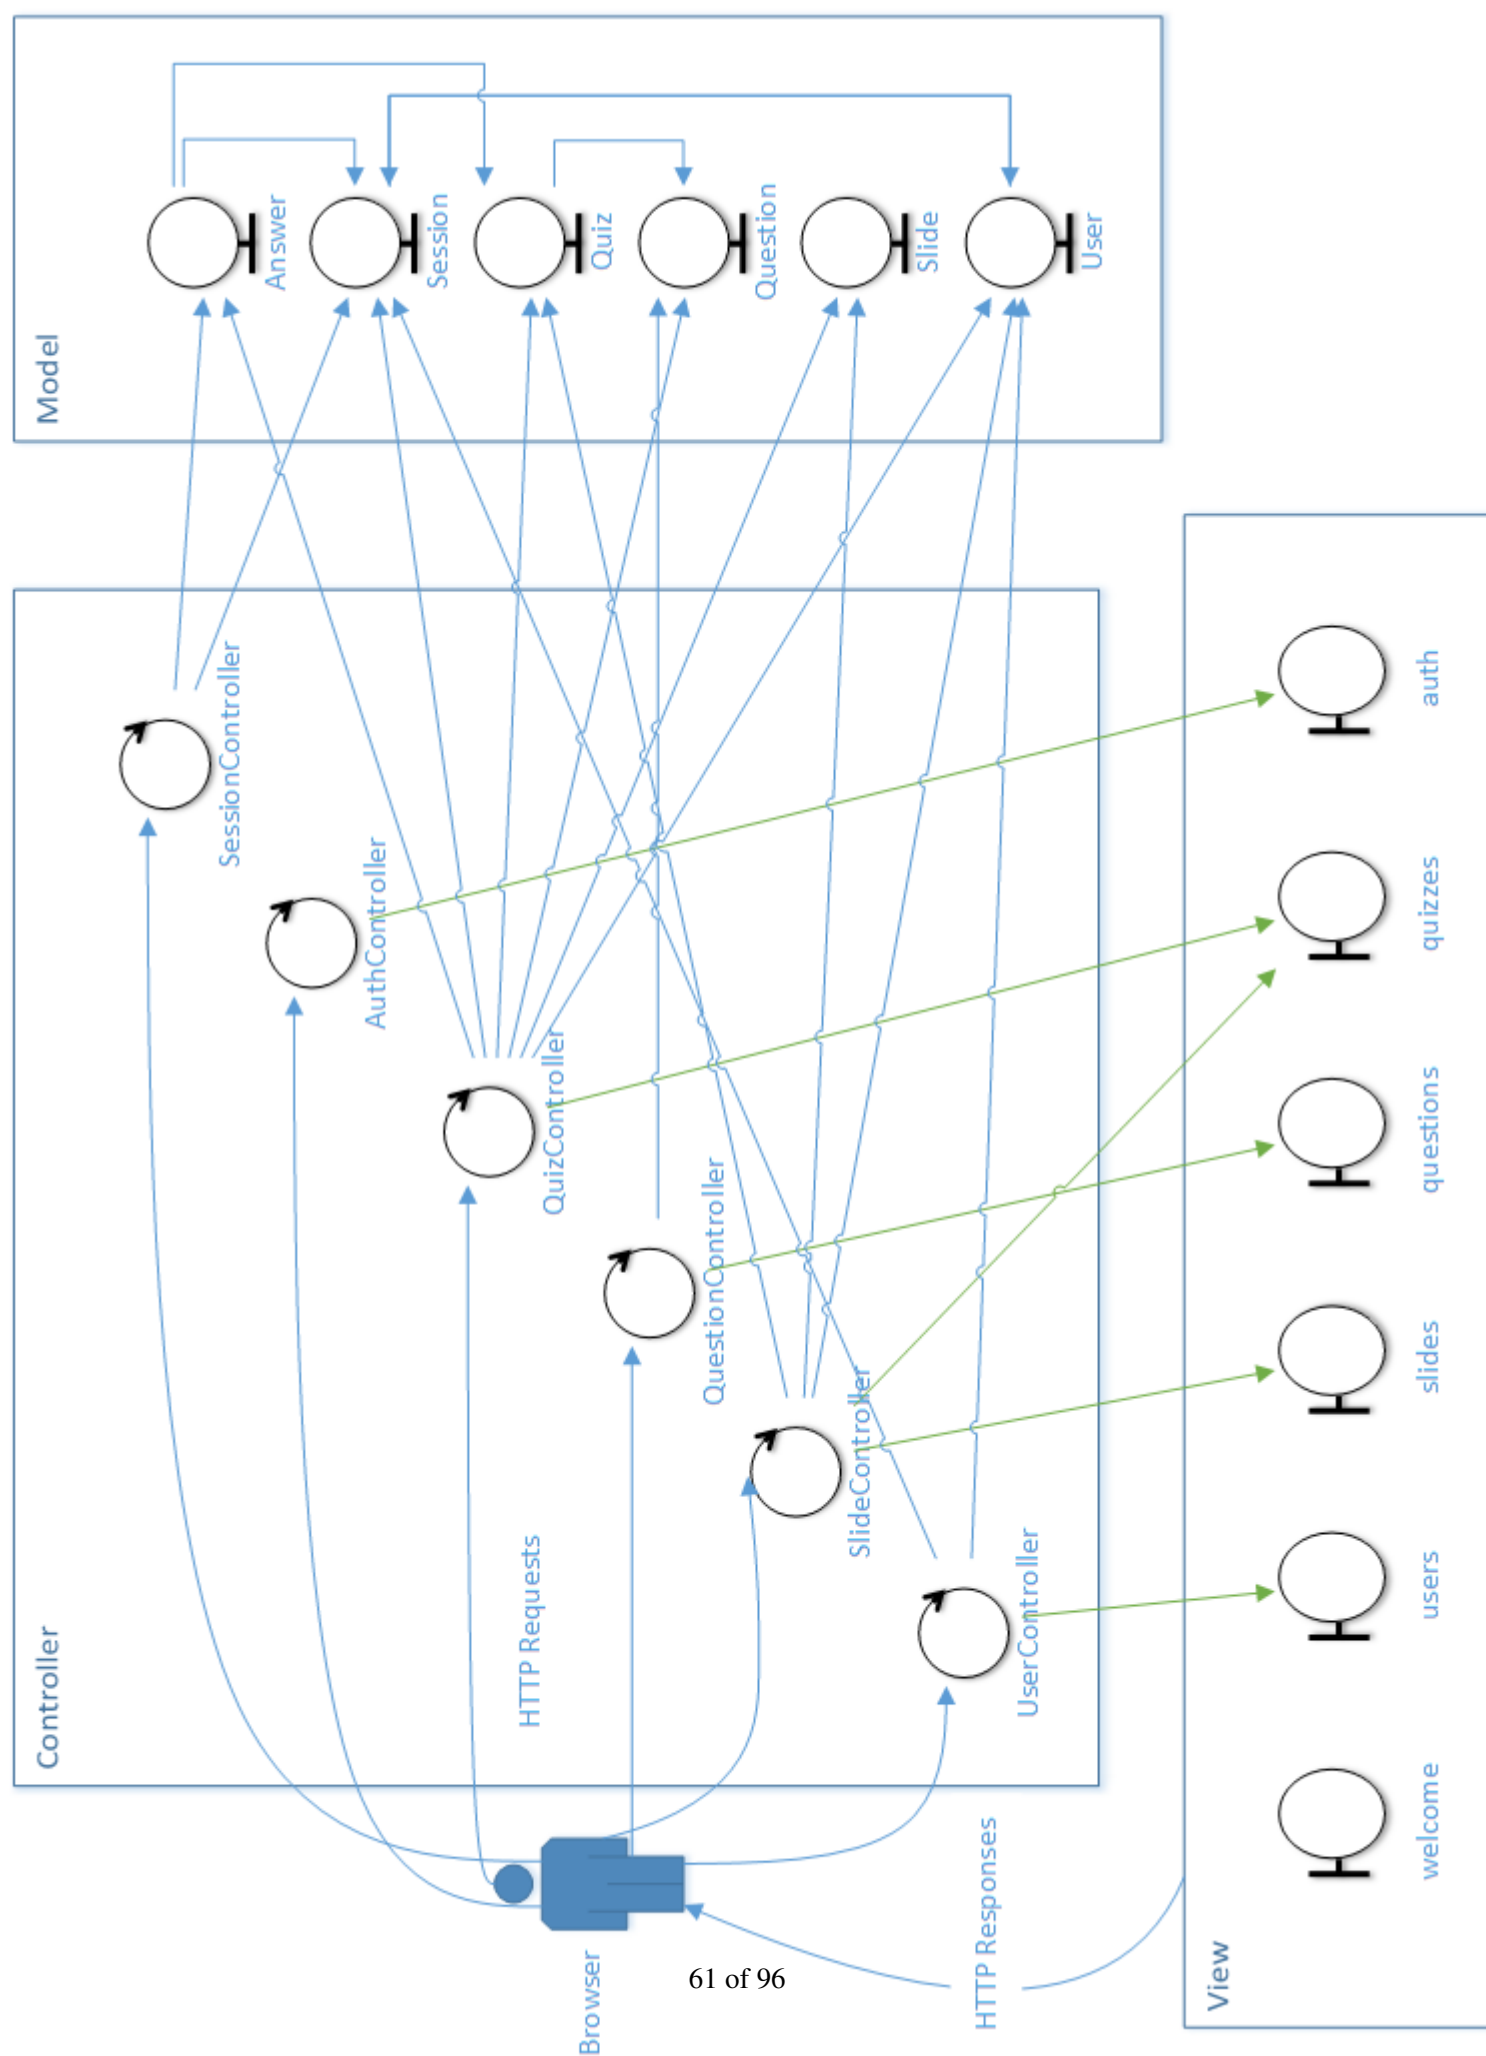 Controller
Model
SessionController
AuthController
QuizController
QuestionController
SlideController
UserController
Answer
Session
Quiz
Question
Slide
User
HTTP Requests
Browser
HTTP Responses
View
welcome
users
slides
questions
quizzes
auth
61 of 96